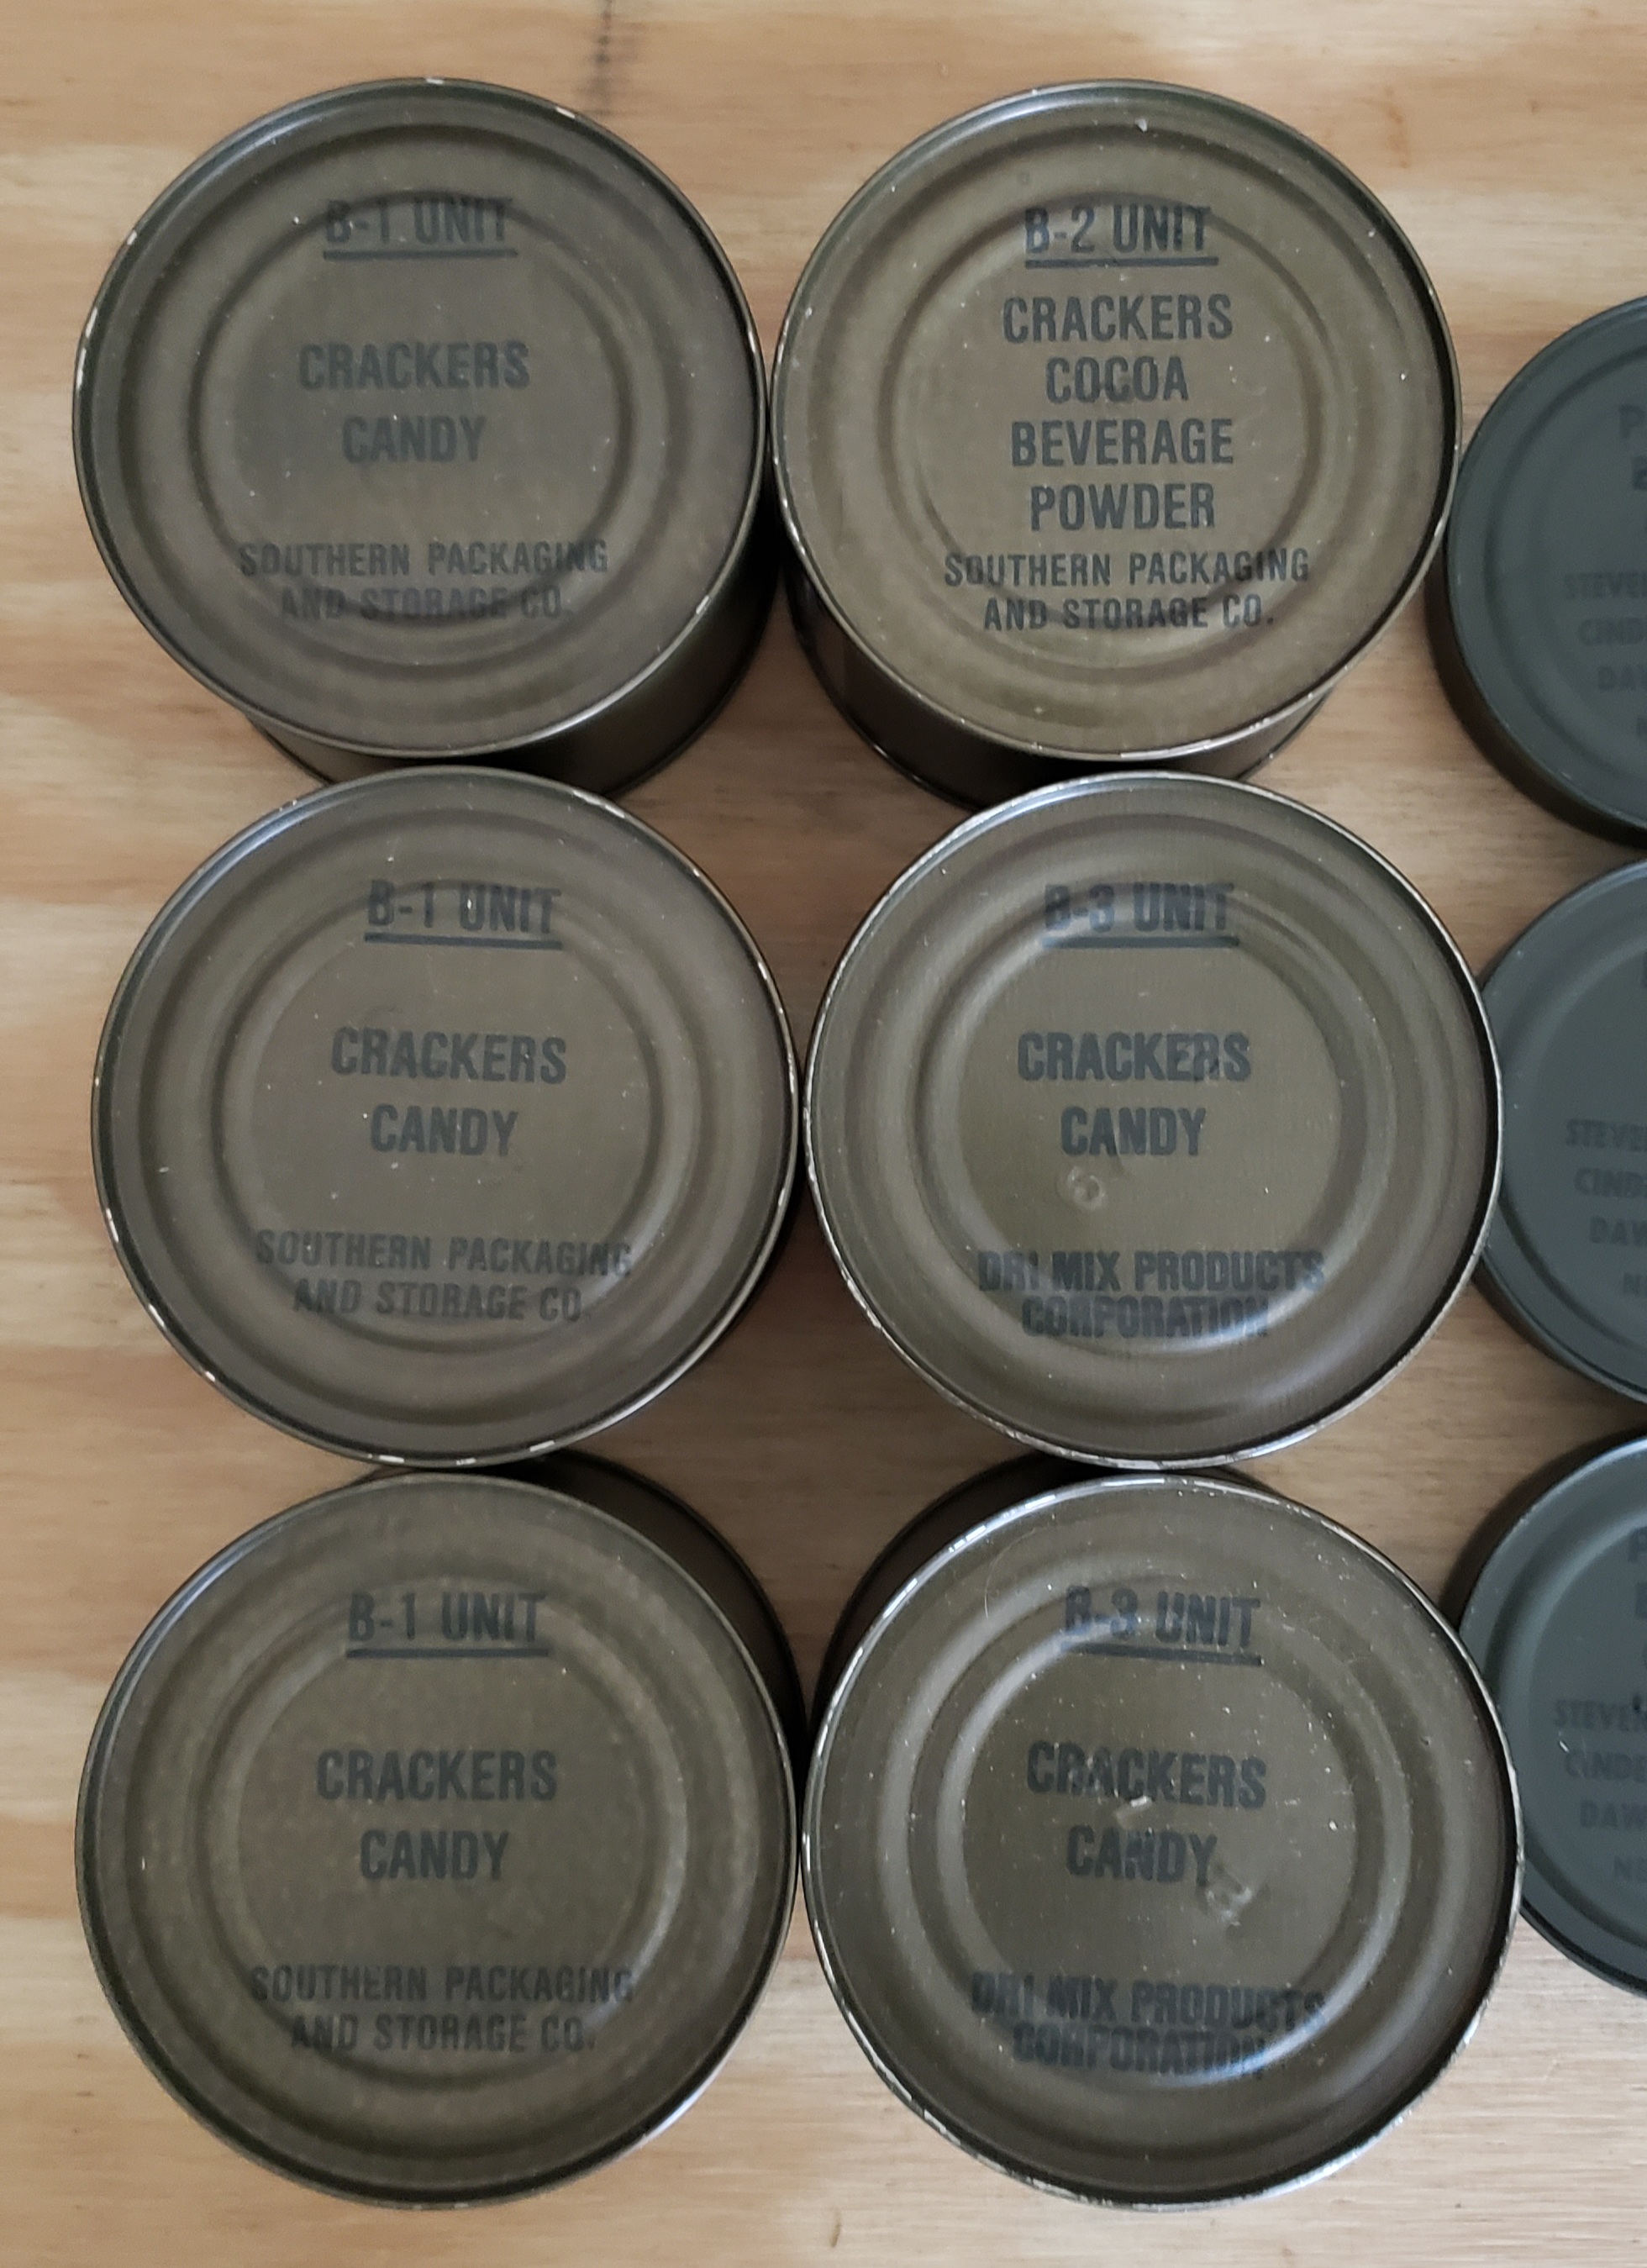 B-1 UNIT
CRACKERS
CANDY
SOUTHERN PACKAGING
AND STORAGE CO.
B-2 UNIT
CRACKERS
COCOA
BEVERAGE
POWDER
SOUTHERN PACKAGING
AND STORAGE CO.
B-1 UNIT
CRACKERS
CANDY
SOUTHERN PACKAGING
AND STORAGE CO
B-3 UNIT
CRACKERS
CANDY
DRI MIX PRODUCTS
CORPORATION
B-1 UNIT
CRACKERS
CANDY
SOUTHERN PACKAGING
AND STORAGE CO.
B-3 UNIT
CRACKERS
CANDY
DRI MIX PRODUCTS
CORPORATION